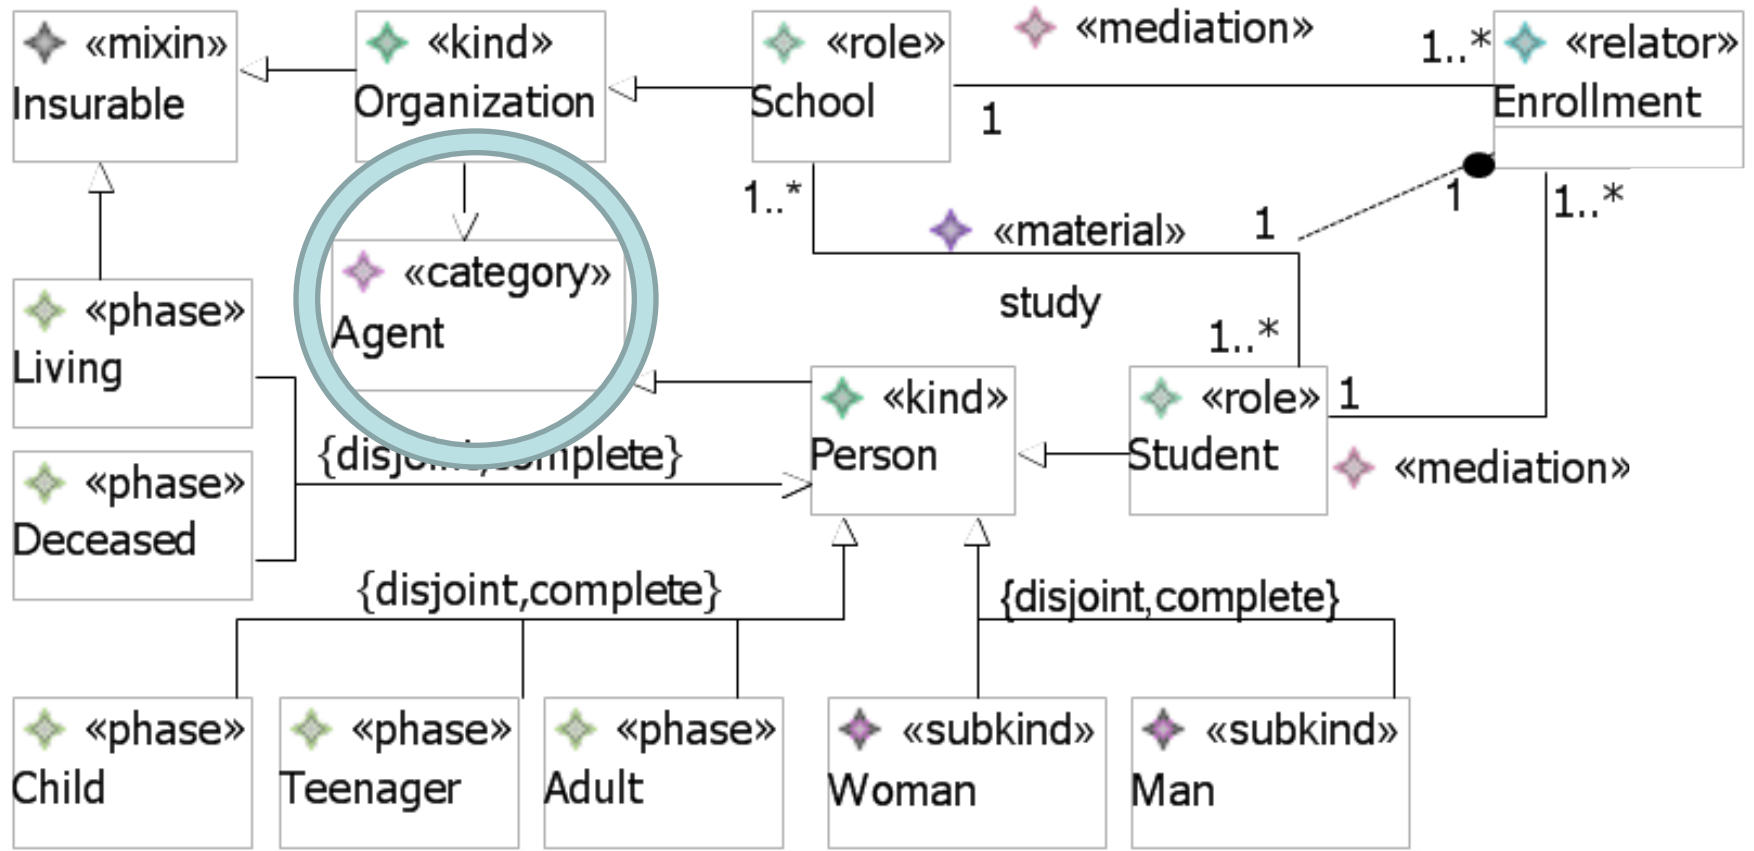 «mixin»
Insurable
«kind»
Organization
«role»
School
«mediation»
1..*
1
«relator»
Enrollment
1..*
«material»
1
1
1..*
study
1..*
«category»
Agent
«phase»
Living
«kind»
Person
«role»
Student
1
«mediation»
{disjoint,complete}
«phase»
Deceased
{disjoint,complete}
{disjoint,complete}
«phase»
Child
«phase»
Teenager
«phase»
Adult
«subkind»
Woman
«subkind»
Man